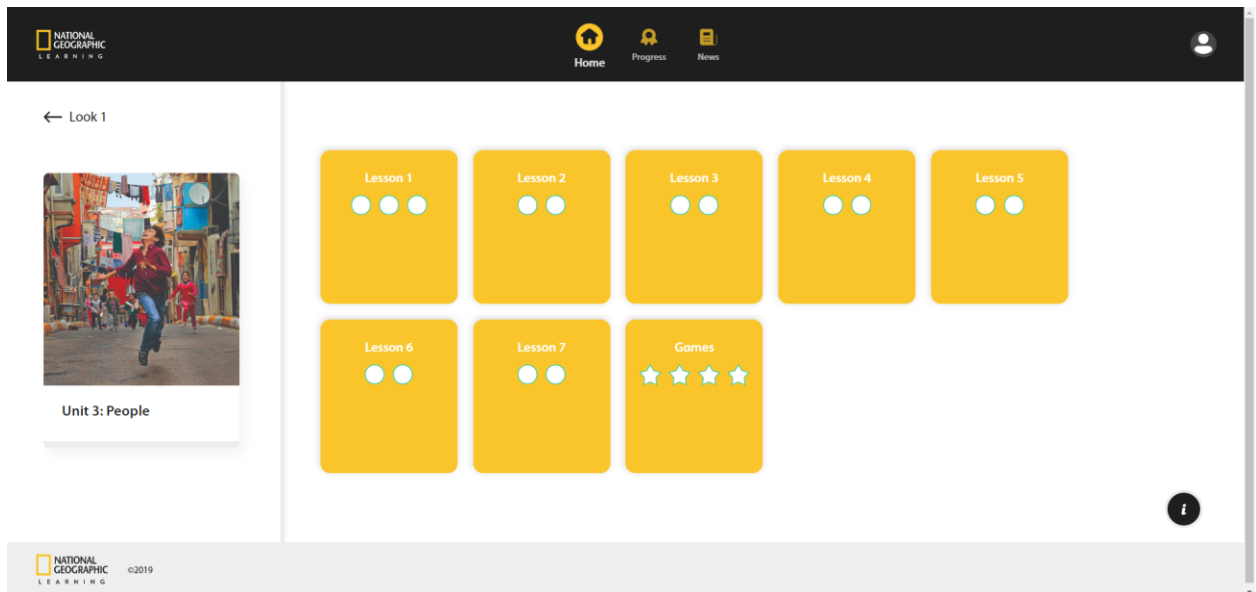 NATIONAL
GEOGRAPHIC
LEARNING
Home
Progress
News
Look 1
Unit 3: People
Lesson 1
Lesson 2
Lesson 3
Lesson 4
Lesson 5
Lesson 6
Lesson 7
Games
i
NATIONAL
GEOGRAPHIC
LEARNING
©2019